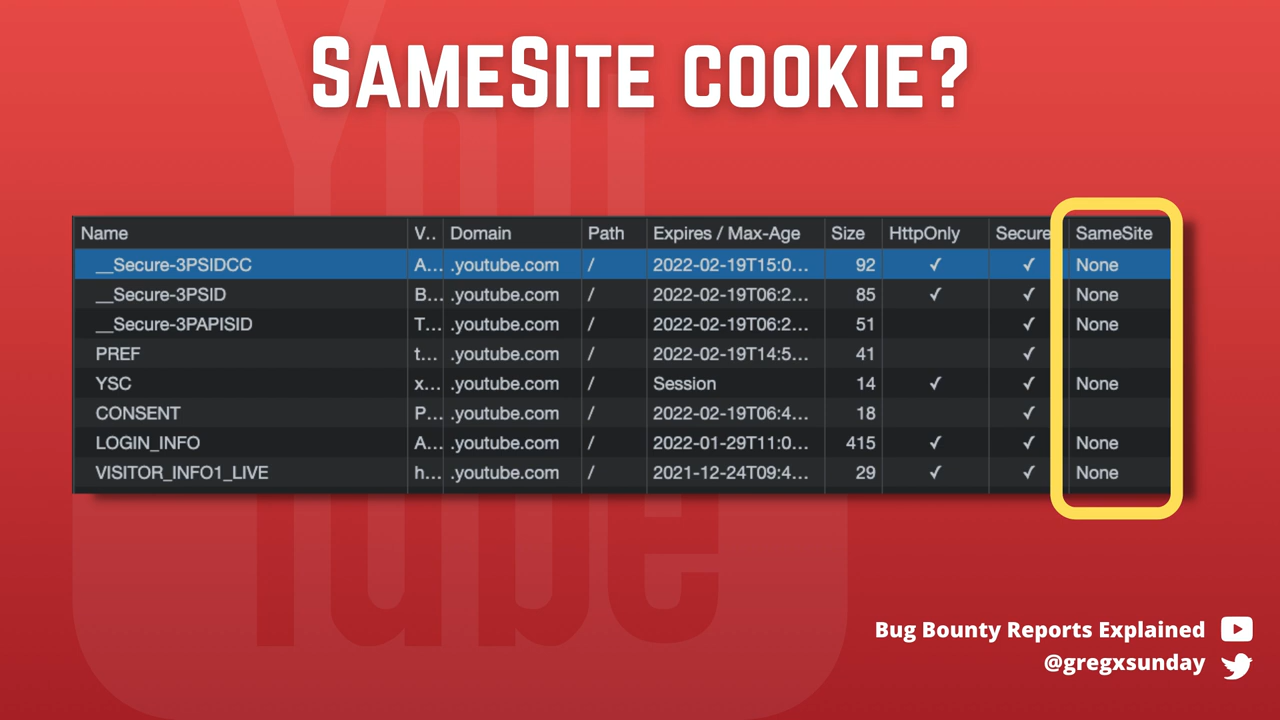 SAMESITE COOKIE?
Name V.. Domain Path Expires / Max-Age Size HttpOnly Secure SameSite
__Secure-3PSIDCC A... .youtube.com / 2022-02-19T15:0... 92 ✓ ✓ None
__Secure-3PSID B... .youtube.com / 2022-02-19T06:2... 85 ✓ ✓ None
__Secure-3PAPISID T... .youtube.com / 2022-02-19T06:2... 51 ✓ None
PREF t... .youtube.com / 2022-02-19T14:5... 41 ✓
YSC x... .youtube.com / Session 14 ✓ ✓ None
CONSENT P... .youtube.com / 2022-02-19T06:4... 18 ✓
LOGIN_INFO A... .youtube.com / 2022-01-29T11:0... 415 ✓ ✓ None
VISITOR_INFO1_LIVE h... .youtube.com / 2021-12-24T09:4... 29 ✓ ✓ None
You
Tube
Bug Bounty Reports Explained
@gregxsunday